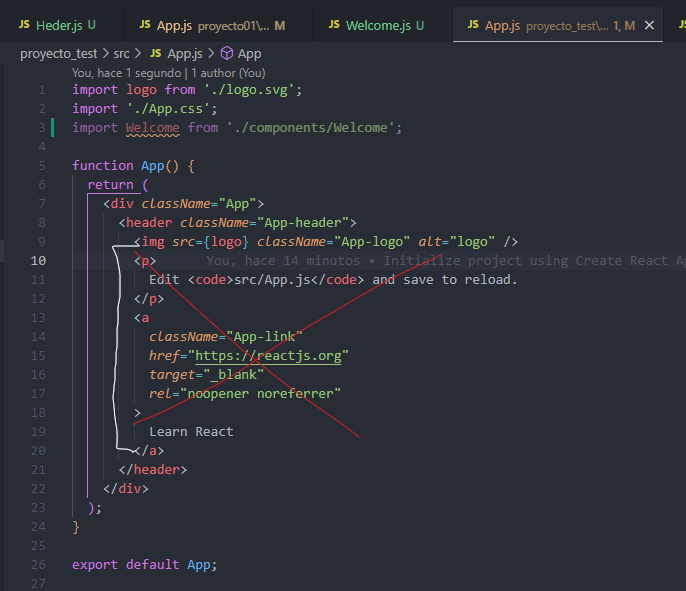 JS Heder.js U JS App.js proyecto01\... M JS Welcome.js U JS App.js proyecto_test\... 1, M × JS
proyecto_test > src > JS App.js > App
You, hace 1 segundo | 1 author (You)
1 import logo from './logo.svg';
2 import './App.css';
3 import Welcome from './components/Welcome';
4
5 function App() {
6 return (
7 <div className="App">
8 <header className="App-header">
9 <img src={logo} className="App-logo" alt="logo" />
10 <p> You, hace 14 minutos • Initialize project using Create React Ap
11 Edit <code>src/App.js</code> and save to reload.
12 </p>
13 <a
14 className="App-link"
15 href="https://reactjs.org"
16 target="_blank"
17 rel="noopener noreferrer"
18 >
19 Learn React
20 </a>
21 </header>
22 </div>
23 );
24 }
25
26 export default App;
27